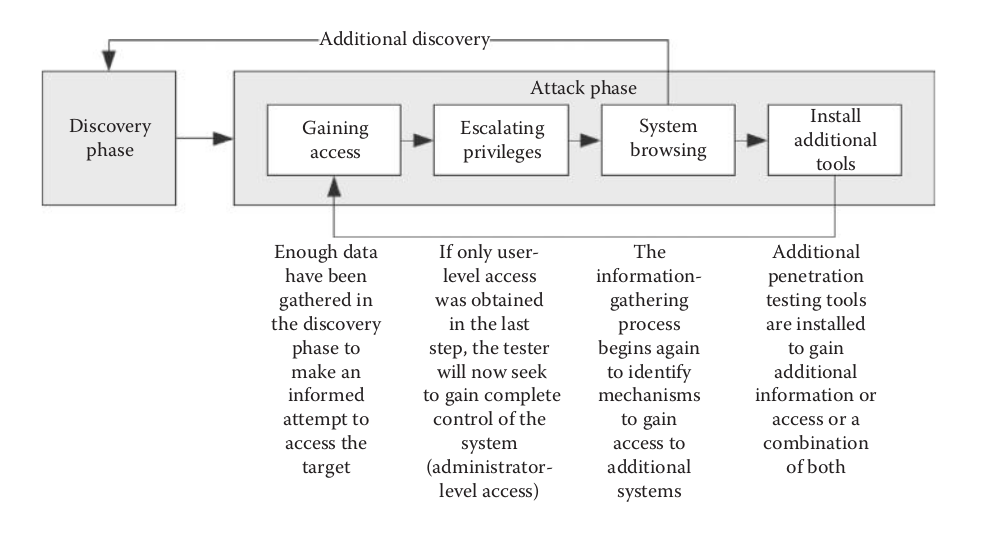 Additional discovery
Attack phase
Discovery
phase
Gaining
access
Escalating
privileges
System
browsing
Install
additional
tools
Enough data
have been
gathered in
the discovery
phase to
make an
informed
attempt to
access the
target
If only user-
level access
was obtained
in the last
step, the tester
will now seek
to gain complete
control of the
system
(administrator-
level access)
The
information-
gathering
process
begins again
to identify
mechanisms
to gain
access to
additional
systems
Additional
penetration
testing tools
are installed
to gain
additional
information or
access or a
combination
of both